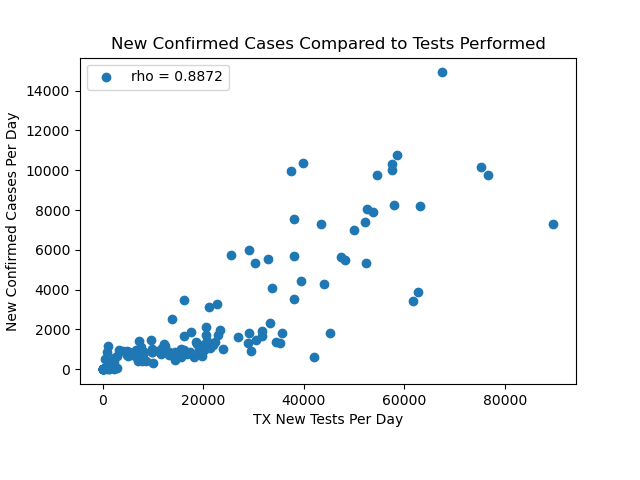 New Confirmed Cases Compared to Tests Performed
rho = 0.8872
New Confirmed Caeses Per Day
14000
12000
10000
8000
6000
4000
2000
0
0 20000 40000 60000 80000
TX New Tests Per Day